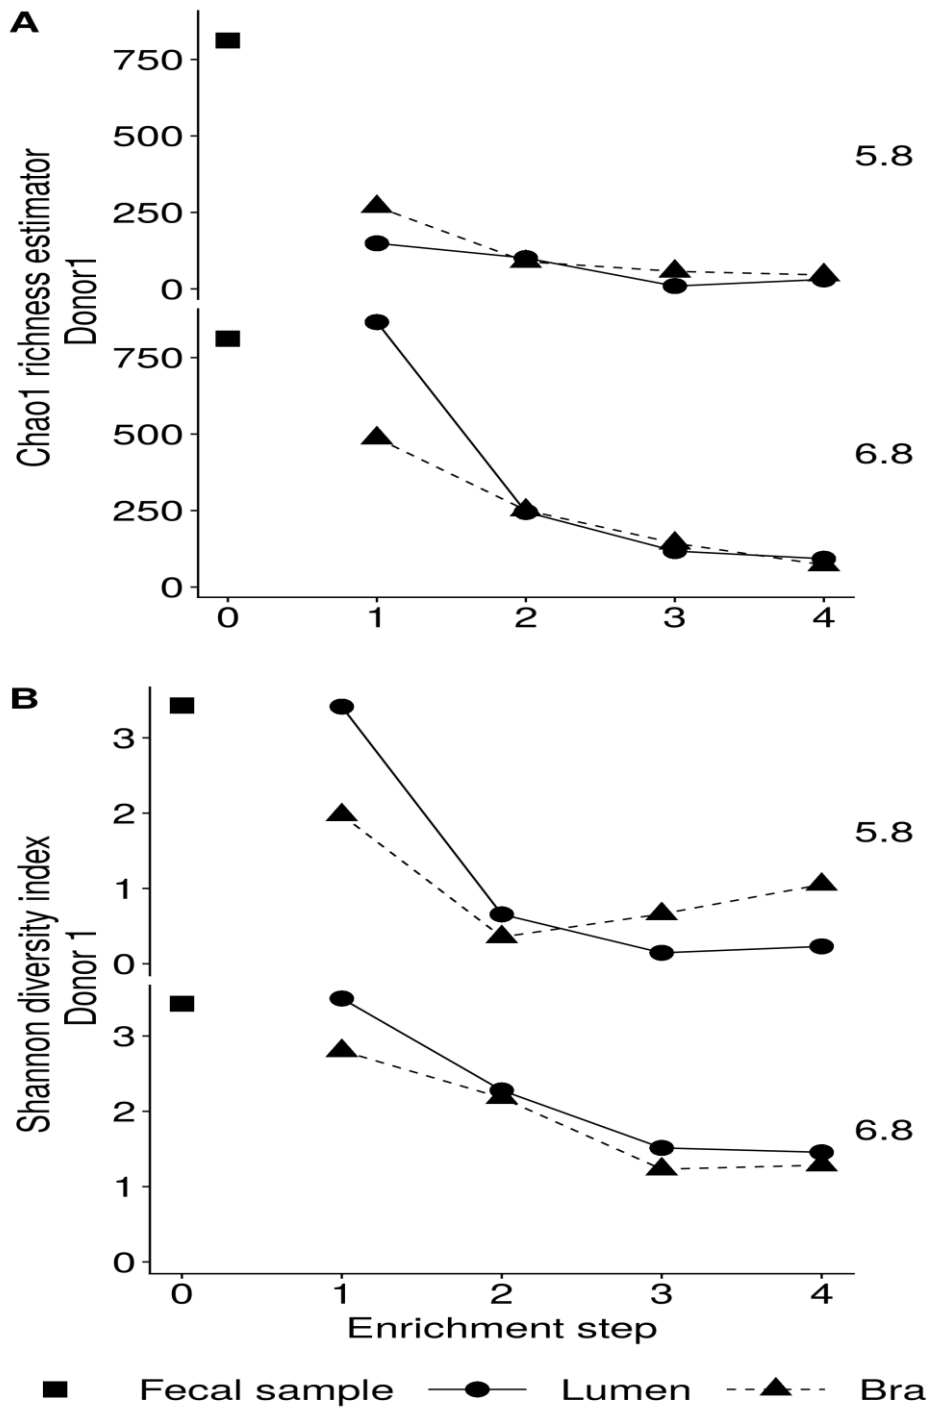 A
Chao1 richness estimator
Donor1
750
500
250
0
5.8
750
500
250
0
6.8
0 1 2 3 4
B
Shannon diversity index
Donor 1
3
2
1
0
5.8
3
2
1
0
6.8
0 1 2 3 4
Enrichment step
Fecal sample Lumen Bra